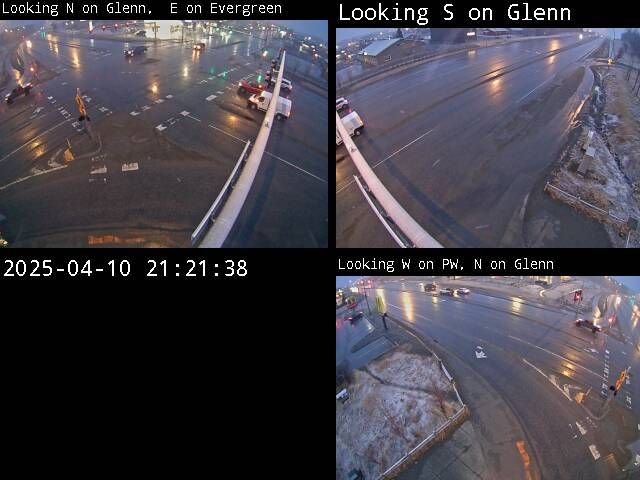 Looking N on Glenn,  E on Evergreen
Looking S on Glenn
2025-04-10 21:21:38
Looking W on PW, N on Glenn